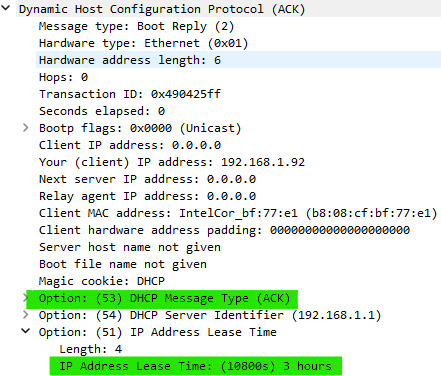 Dynamic Host Configuration Protocol (ACK)
Message type: Boot Reply (2)
Hardware type: Ethernet (0x01)
Hardware address length: 6
Hops: 0
Transaction ID: 0x490425ff
Seconds elapsed: 0
Bootp flags: 0x0000 (Unicast)
Client IP address: 0.0.0.0
Your (client) IP address: 192.168.1.92
Next server IP address: 0.0.0.0
Relay agent IP address: 0.0.0.0
Client MAC address: IntelCor_bf:77:e1 (b8:08:cf:bf:77:e1)
Client hardware address padding: 00000000000000000000
Server host name not given
Boot file name not given
Magic cookie: DHCP
Option: (53) DHCP Message Type (ACK)
Option: (54) DHCP Server Identifier (192.168.1.1)
Option: (51) IP Address Lease Time
Length: 4
IP Address Lease Time: (10800s) 3 hours